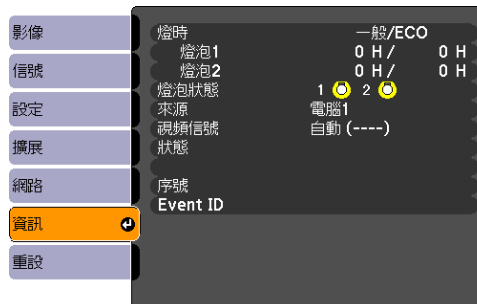 影像
信號
設定
擴展
網路
資訊
重設
燈時 一般/ECO
燈泡1 0 H / 0 H
燈泡2 0 H / 0 H
燈泡狀態 1 2
來源 電腦1
視頻信號 自動 (----)
狀態
序號
Event ID